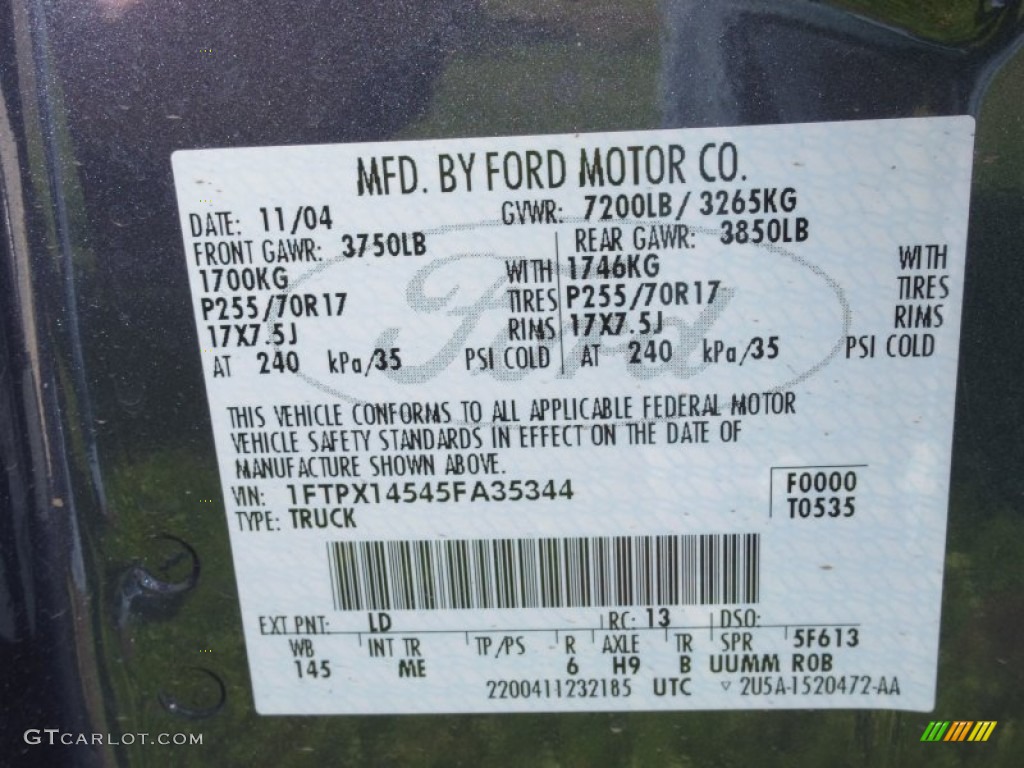 MFD. BY FORD MOTOR CO.
DATE: 11/04 GVWR: 7200LB/ 3265KG
FRONT GAWR: 3750LB REAR GAWR: 3850LB
1700KG WITH 1746KG WITH
P255/70R17 TIRES P255/70R17 TIRES
17X7.5J RIMS 17X7.5J RIMS
AT 240 kPa/35 PSI COLD AT 240 kPa/35 PSI COLD
Ford
THIS VEHICLE CONFORMS TO ALL APPLICABLE FEDERAL MOTOR
VEHICLE SAFETY STANDARDS IN EFFECT ON THE DATE OF
MANUFACTURE SHOWN ABOVE.
VIN: 1FTPX14545FA35344 F0000
TYPE: TRUCK T0535
EXT PNT: LD RC: 13 DSO:
WB INT TR TP/PS R AXLE TR SPR 5F613
145 ME 6 H9 B UUMM ROB
2200411232185 UTC ▽ 2U5A-1520472-AA
GTCARLOT.COM